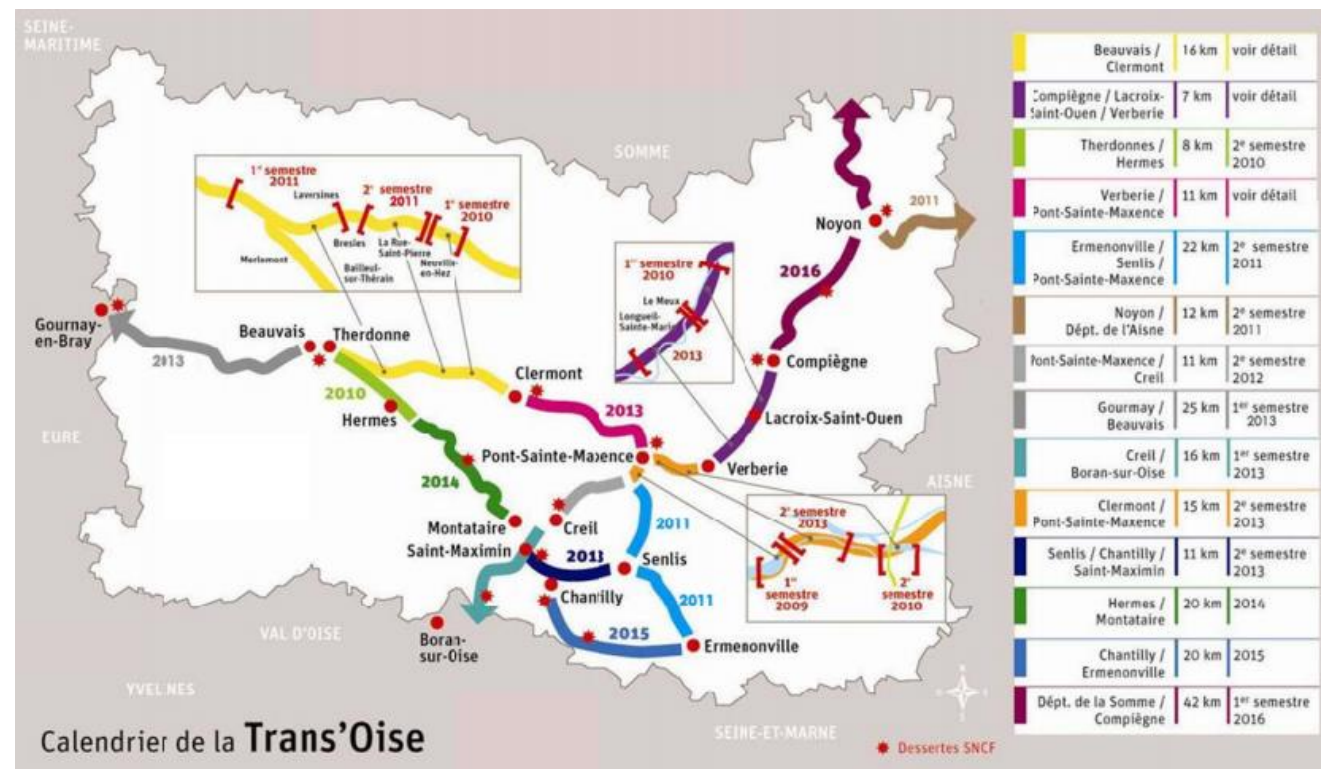 SEINE-
MARITIME
SOMME
EURE
AISNE
VAL D'OISE
YVELINES
SEINE-ET-MARNE
1er semestre
2011
Laversines
2e semestre
2011
1er semestre
2010
Bresles
La Rue-
Saint-Pierre
Neuville-
en-Hez
Merlemont
Bailleul-
sur-Thérain
1er semestre
2010
Le Meux
Longueil-
Sainte-Marie
2013
Noyon
2011
2016
Gournay-
en-Bray
2013
Beauvais
Therdonne
Clermont
Compiègne
2010
Hermes
2013
Lacroix-Saint-Ouen
Pont-Sainte-Maxence
Verberie
2014
Montataire
Creil
2011
Saint-Maximin
2013
Senlis
Chantilly
2011
2015
Ermenonville
Boran-
sur-Oise
2e semestre
2013
1er
semestre
2009
2e
semestre
2010
Calendrier de la Trans'Oise
Dessertes SNCF
N
S
Beauvais / 16 km voir détail
Clermont
Compiègne / Lacroix- 7 km voir détail
Saint-Ouen / Verberie
Therdonnes / 8 km 2e semestre
Hermes 2010
Verberie / 11 km voir détail
Pont-Sainte-Maxence
Ermenonville / 22 km 2e semestre
Senlis / 2011
Pont-Sainte-Maxence
Noyon / 12 km 2e semestre
Dépt. de l'Aisne 2011
Pont-Sainte-Maxence / 11 km 2e semestre
Creil 2012
Gourmay / 25 km 1er semestre
Beauvais 2013
Creil / 16 km 1er semestre
Boran-sur-Oise 2013
Clermont / 15 km 2e semestre
Pont-Sainte-Maxence 2013
Senlis / Chantilly / 11 km 2e semestre
Saint-Maximin 2013
Hermes / 20 km 2014
Montataire
Chantilly / 20 km 2015
Ermenonville
Dépt. de la Somme / 42 km 1er semestre
Compiègne 2016